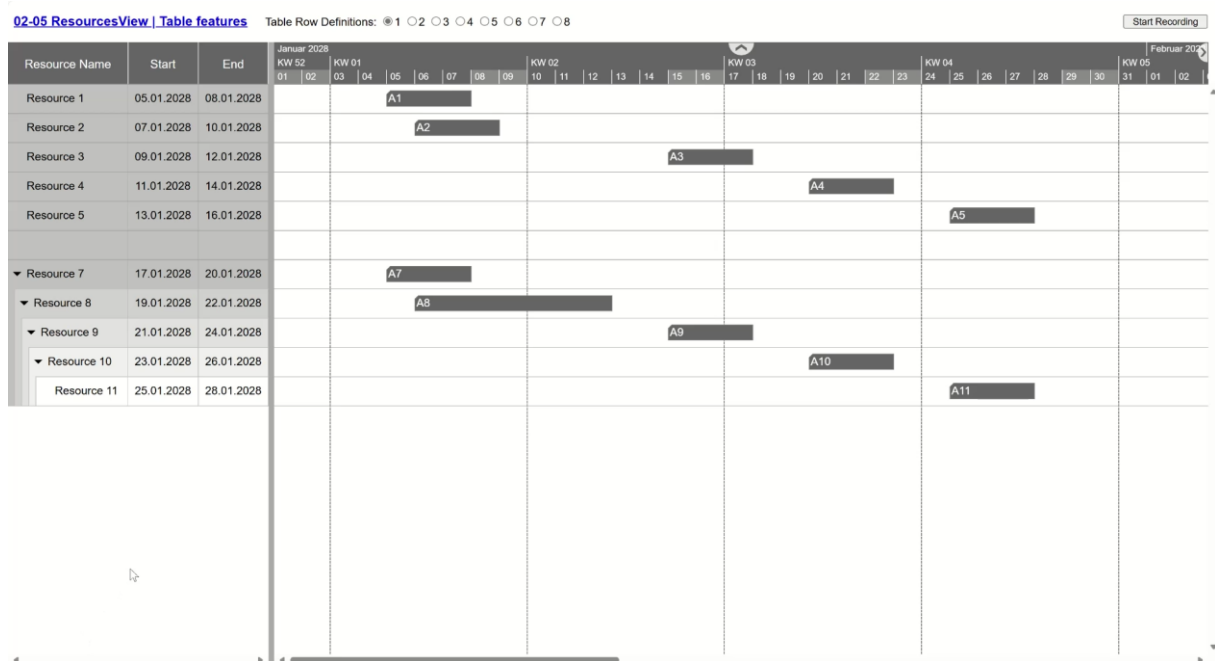 02-05 ResourcesView | Table features Table Row Definitions: 1 2 3 4 5 6 7 8 Start Recording
Januar 2028 Februar 202
Resource Name Start End KW 52 KW 01 KW 02 KW 03 KW 04 KW 05
01 02 03 04 05 06 07 08 09 10 11 12 13 14 15 16 17 18 19 20 21 22 23 24 25 26 27 28 29 30 31 01 02
Resource 1 05.01.2028 08.01.2028 A1
Resource 2 07.01.2028 10.01.2028 A2
Resource 3 09.01.2028 12.01.2028 A3
Resource 4 11.01.2028 14.01.2028 A4
Resource 5 13.01.2028 16.01.2028 A5
Resource 7 17.01.2028 20.01.2028 A7
Resource 8 19.01.2028 22.01.2028 A8
Resource 9 21.01.2028 24.01.2028 A9
Resource 10 23.01.2028 26.01.2028 A10
Resource 11 25.01.2028 28.01.2028 A11